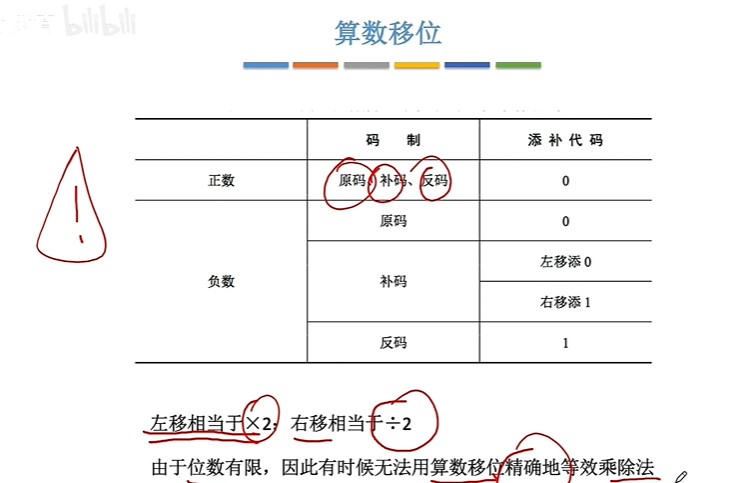 bilibili
算数移位
码 制 添补代码
正数 原码、补码、反码 0
负数 原码 0
补码 左移添 0
右移添 1
反码 1
左移相当于×2；右移相当于÷2
由于位数有限，因此有时候无法用算数移位精确地等效乘除法